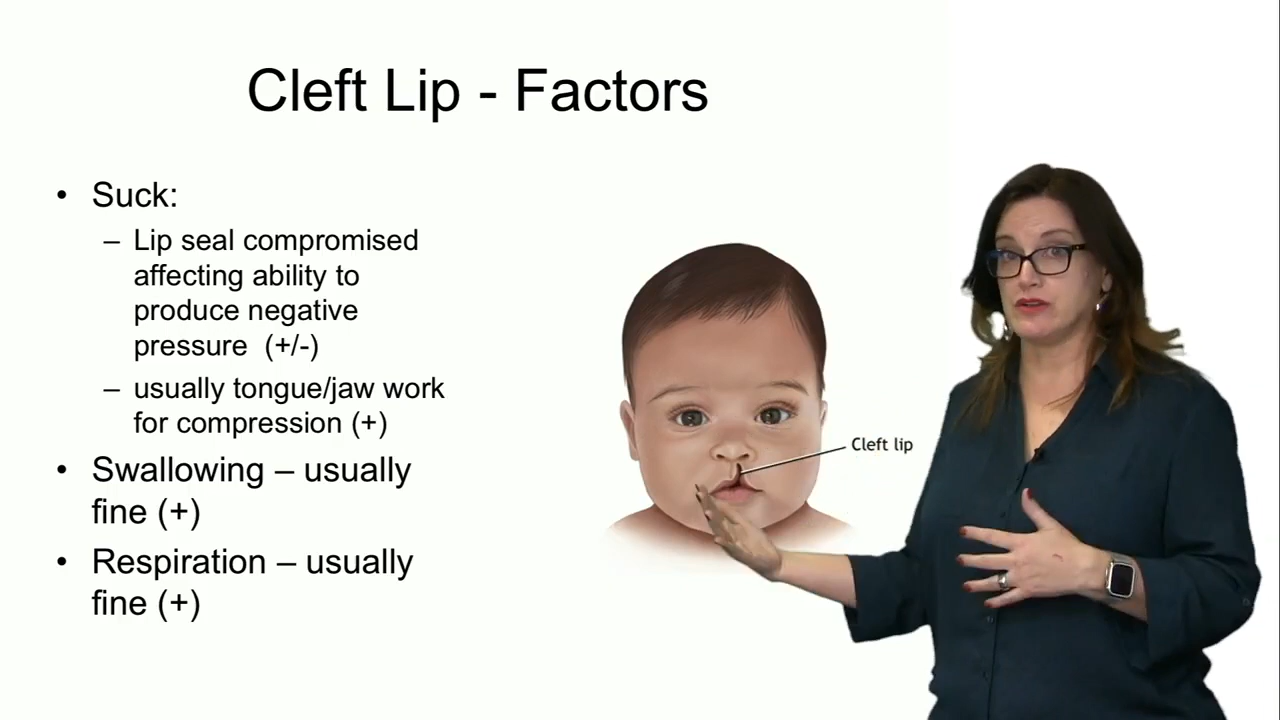 Cleft Lip - Factors
• Suck:
– Lip seal compromised
affecting ability to
produce negative
pressure (+/-)
– usually tongue/jaw work
for compression (+)
• Swallowing – usually
fine (+)
• Respiration – usually
fine (+)
Cleft lip